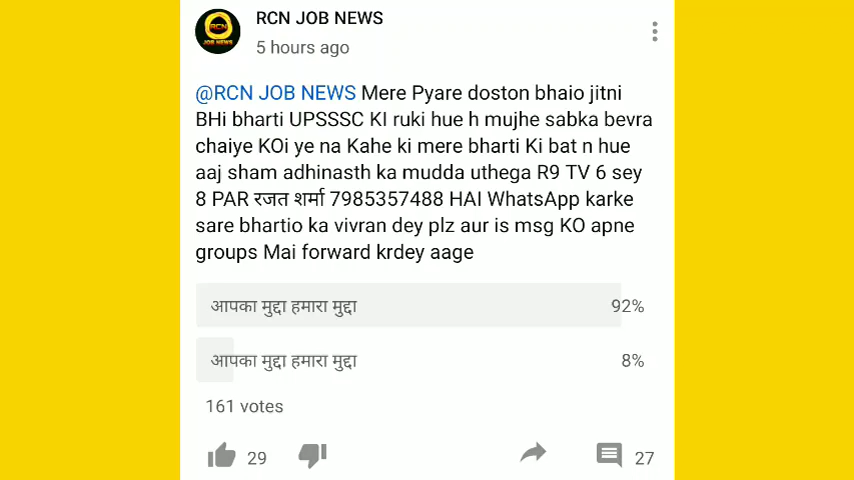 RCN JOB NEWS
5 hours ago
RCN
JOB NEWS
@RCN JOB NEWS Mere Pyare doston bhaio jitni
BHi bharti UPSSSC KI ruki hue h mujhe sabka bevra
chaiye KOi ye na Kahe ki mere bharti Ki bat n hue
aaj sham adhinasth ka mudda uthega R9 TV 6 sey
8 PAR रजत शर्मा 7985357488 HAI WhatsApp karke
sare bhartio ka vivran dey plz aur is msg KO apne
groups Mai forward krdey aage
आपका मुद्दा हमारा मुद्दा 92%
आपका मुद्दा हमारा मुद्दा 8%
161 votes
29 27